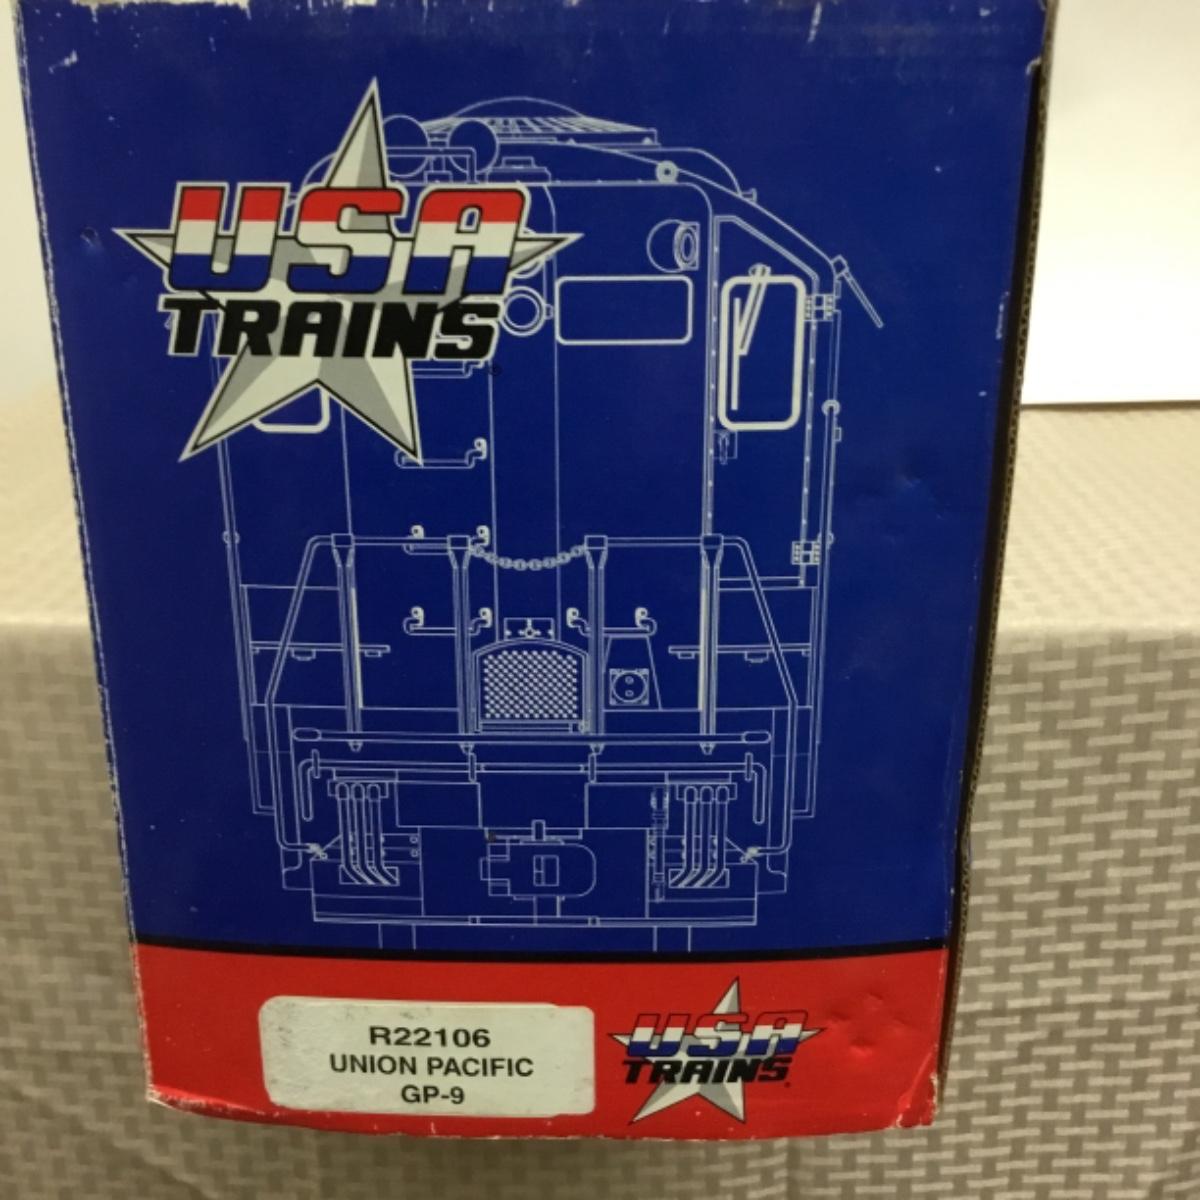 USA
TRAINS
R22106
UNION PACIFIC
GP-9
USA
TRAINS